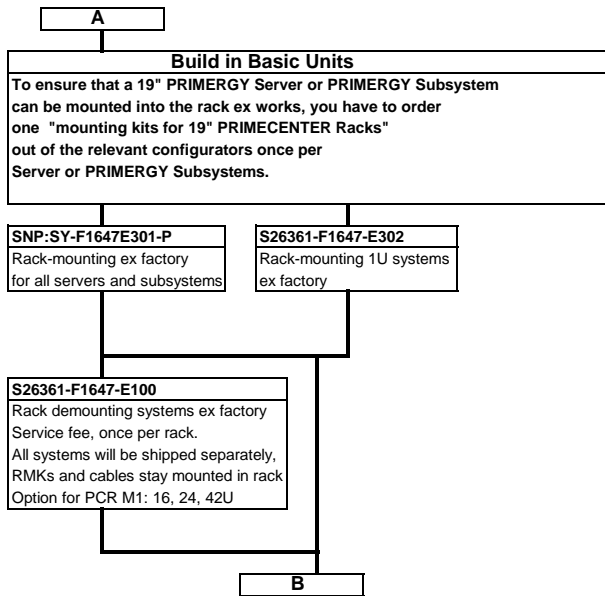 A
Build in Basic Units
To ensure that a 19" PRIMERGY Server or PRIMERGY Subsystem
can be mounted into the rack ex works, you have to order
one "mounting kits for 19" PRIMECENTER Racks"
out of the relevant configurators once per
Server or PRIMERGY Subsystems.
SNP:SY-F1647E301-P
Rack-mounting ex factory
for all servers and subsystems
S26361-F1647-E302
Rack-mounting 1U systems
ex factory
S26361-F1647-E100
Rack demounting systems ex factory
Service fee, once per rack.
All systems will be shipped separately,
RMKs and cables stay mounted in rack
Option for PCR M1: 16, 24, 42U
B